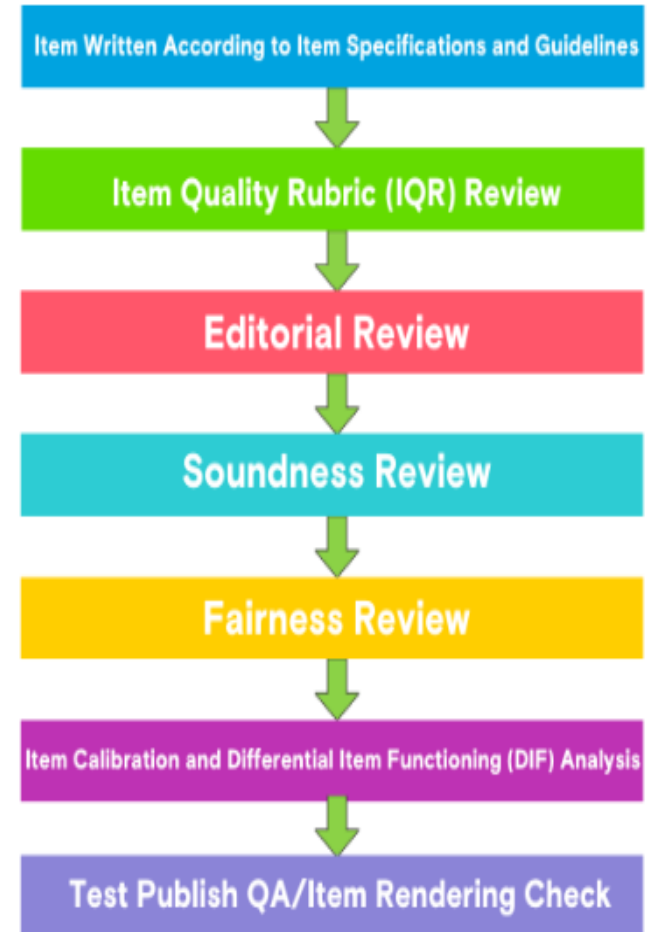 Item Written According to Item Specifications and Guidelines
Item Quality Rubric (IQR) Review
Editorial Review
Soundness Review
Fairness Review
Item Calibration and Differential Item Functioning (DIF) Analysis
Test Publish QA/Item Rendering Check